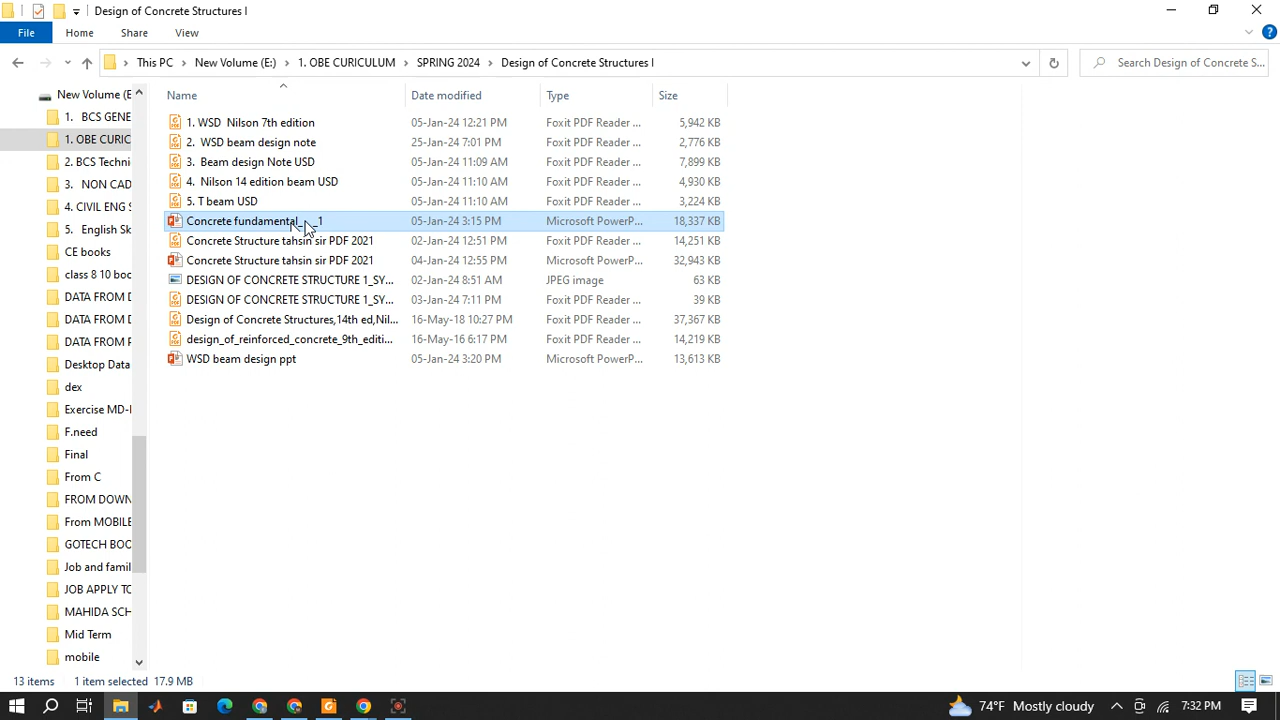 Design of Concrete Structures I
File Home Share View
This PC New Volume (E:) 1. OBE CURICULUM SPRING 2024 Design of Concrete Structures I Search Design of Concrete S...
Name Date modified Type Size
1. WSD Nilson 7th edition 05-Jan-24 12:21 PM Foxit PDF Reader ... 5,942 KB
2. WSD beam design note 25-Jan-24 7:01 PM Foxit PDF Reader ... 2,776 KB
3. Beam design Note USD 05-Jan-24 11:09 AM Foxit PDF Reader ... 7,899 KB
4. Nilson 14 edition beam USD 05-Jan-24 11:10 AM Foxit PDF Reader ... 4,930 KB
5. T beam USD 05-Jan-24 11:10 AM Foxit PDF Reader ... 3,224 KB
Concrete fundamental_ _ _1 05-Jan-24 3:15 PM Microsoft PowerP... 18,337 KB
Concrete Structure tahsin sir PDF 2021 02-Jan-24 12:51 PM Foxit PDF Reader ... 14,251 KB
Concrete Structure tahsin sir PDF 2021 04-Jan-24 12:55 PM Microsoft PowerP... 32,943 KB
DESIGN OF CONCRETE STRUCTURE 1_SY... 02-Jan-24 8:51 AM JPEG image 63 KB
DESIGN OF CONCRETE STRUCTURE 1_SY... 03-Jan-24 7:11 PM Foxit PDF Reader ... 39 KB
Design of Concrete Structures,14th ed,Nil... 16-May-18 10:27 PM Foxit PDF Reader ... 37,367 KB
design_of_reinforced_concrete_9th_editi... 16-May-16 6:17 PM Foxit PDF Reader ... 14,219 KB
WSD beam design ppt 05-Jan-24 3:20 PM Microsoft PowerP... 13,613 KB
New Volume (E
1. BCS GENE
1. OBE CURIC
2. BCS Techni
3. NON CAD
4. CIVIL ENG S
5. English Sk
CE books
class 8 10 boo
DATA FROM D
DATA FROM D
DATA FROM F
Desktop Data
dex
Exercise MD-I
F.need
Final
From C
FROM DOWN
From MOBILE
GOTECH BOO
Job and famil
JOB APPLY TO
MAHIDA SCH
Mid Term
mobile
13 items 1 item selected 17.9 MB
74°F Mostly cloudy 7:32 PM